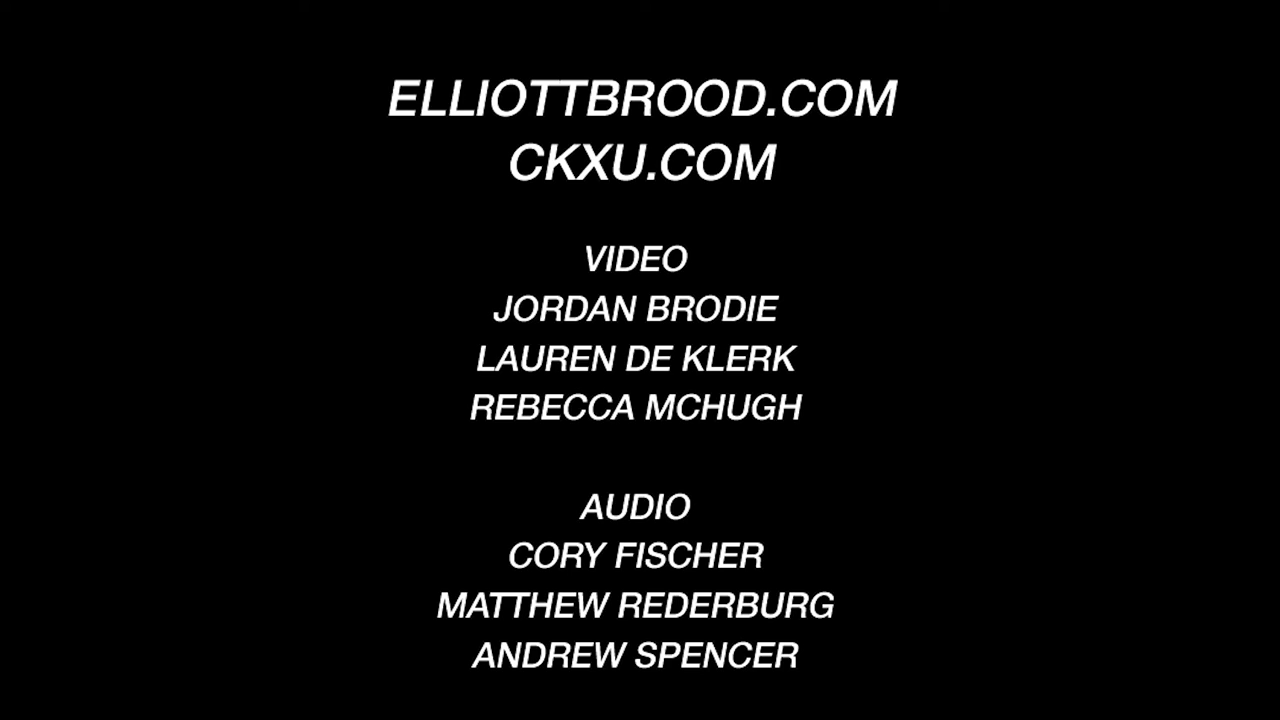 ELLIOTTBROOD.COM
CKXU.COM
VIDEO
JORDAN BRODIE
LAUREN DE KLERK
REBECCA MCHUGH
AUDIO
CORY FISCHER
MATTHEW REDERBURG
ANDREW SPENCER